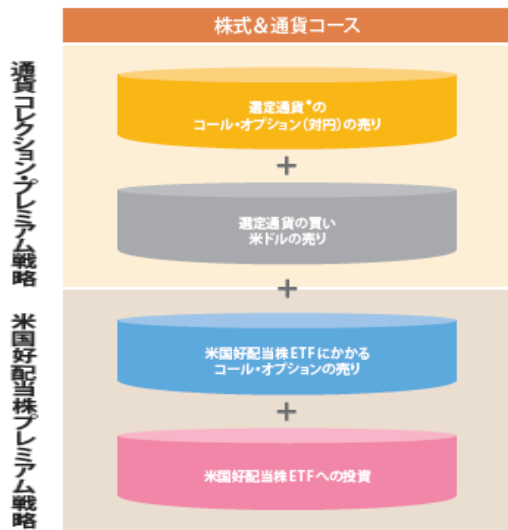 株式&通貨コース
通貨コレクション・プレミアム戦略
選定通貨*の
コール・オプション(対円)の売り
+
選定通貨の買い
米ドルの売り
+
米国好配当株プレミアム戦略
米国好配当株ETFにかかる
コール・オプションの売り
+
米国好配当株ETFへの投資